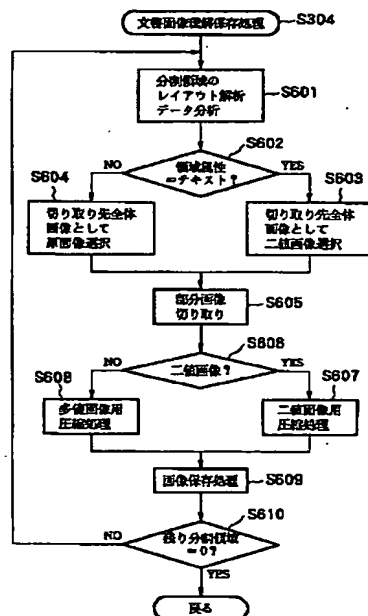 文書画像複解保存処理
S304
分割領域の
レイアウト解析
データ分析
S601
S602
領域属性
=テキスト?
NO
YES
S604
S603
切り取り先全体
画像として
原画像選択
切り取り先全体
画像として
二値画像選択
部分画像
切り取り
S605
S606
二値画像?
NO
YES
S608
S607
多値画像用
圧縮処理
二値画像用
圧縮処理
画像保存処理
S609
S610
残り分割領域
=0?
NO
YES
戻る